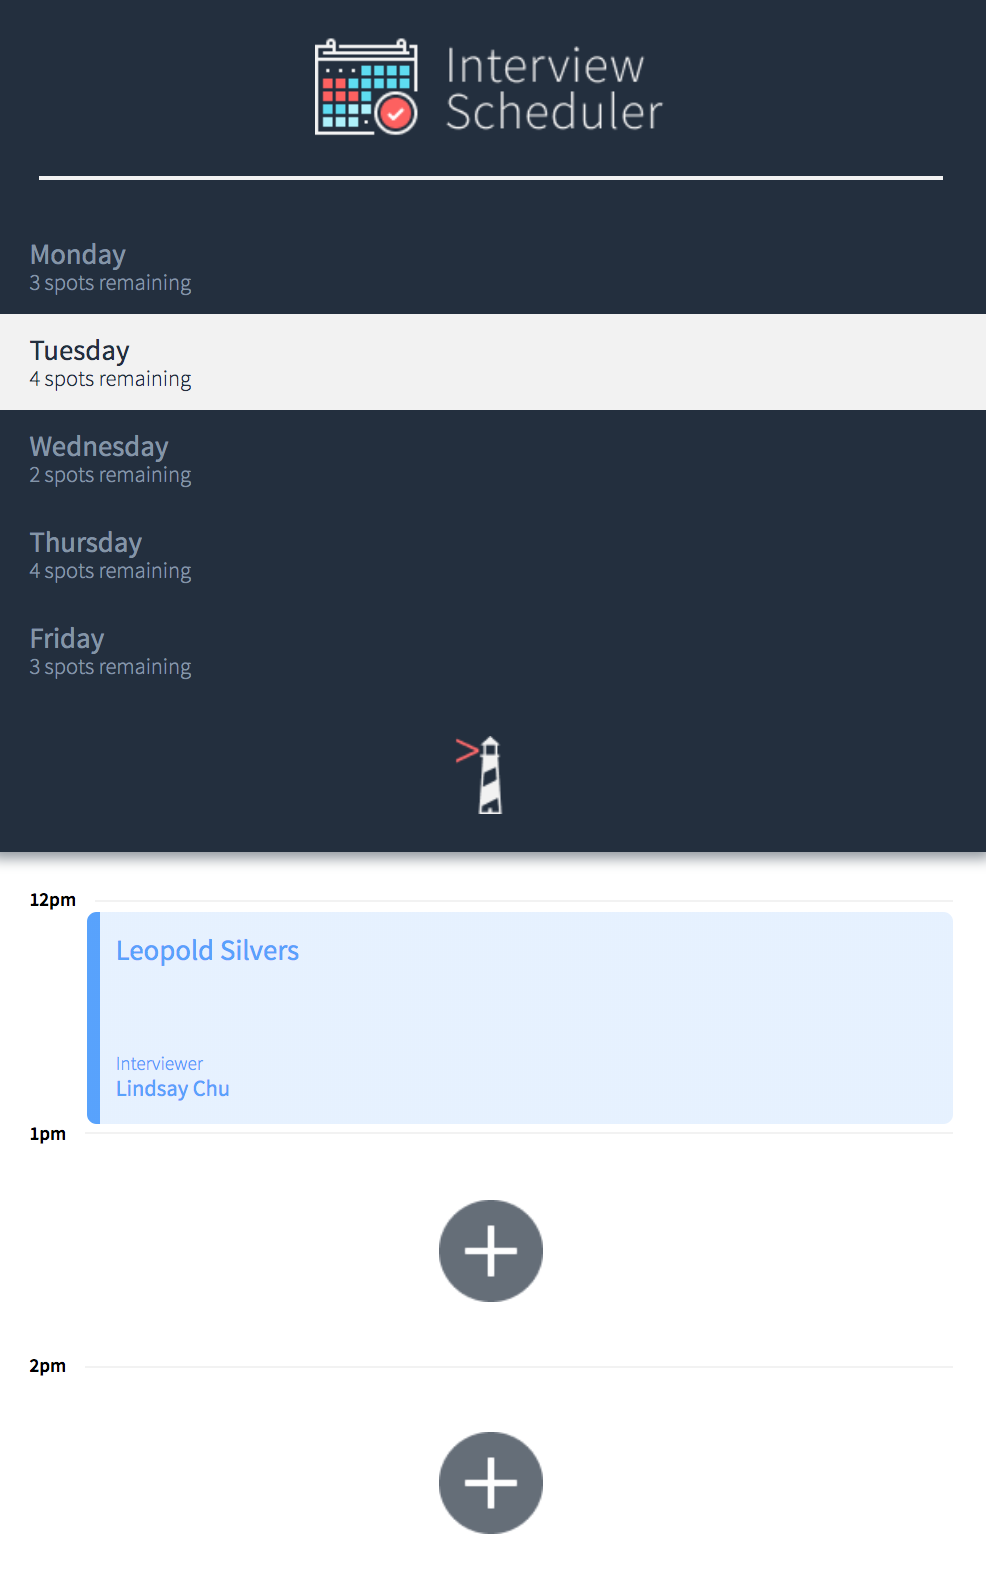 Interview
Scheduler
Monday
3 spots remaining
Tuesday
4 spots remaining
Wednesday
2 spots remaining
Thursday
4 spots remaining
Friday
3 spots remaining
12pm
Leopold Silvers
Interviewer
Lindsay Chu
1pm
2pm